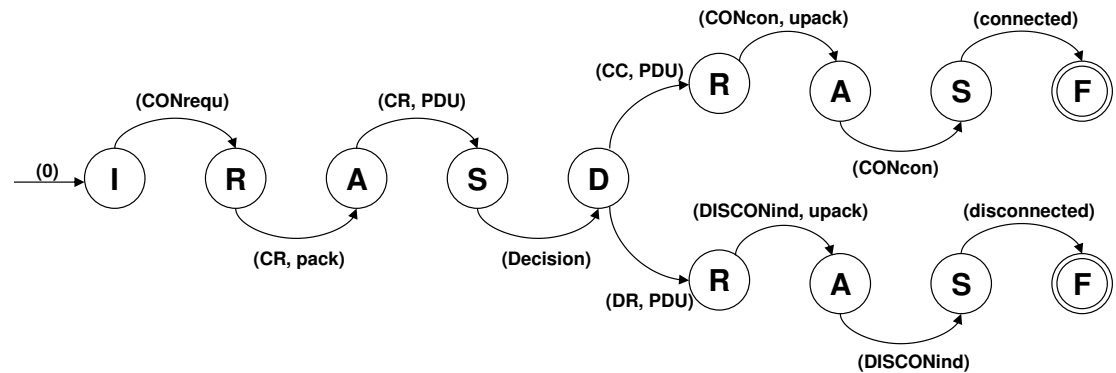 (CONcon, upack)
(connected)
R
A
S
F
(CC, PDU)
(CONrequ)
(CR, PDU)
(CONcon)
(0)
I
R
A
S
D
(DISCONind, upack)
(disconnected)
(CR, pack)
(Decision)
R
A
S
F
(DR, PDU)
(DISCONind)